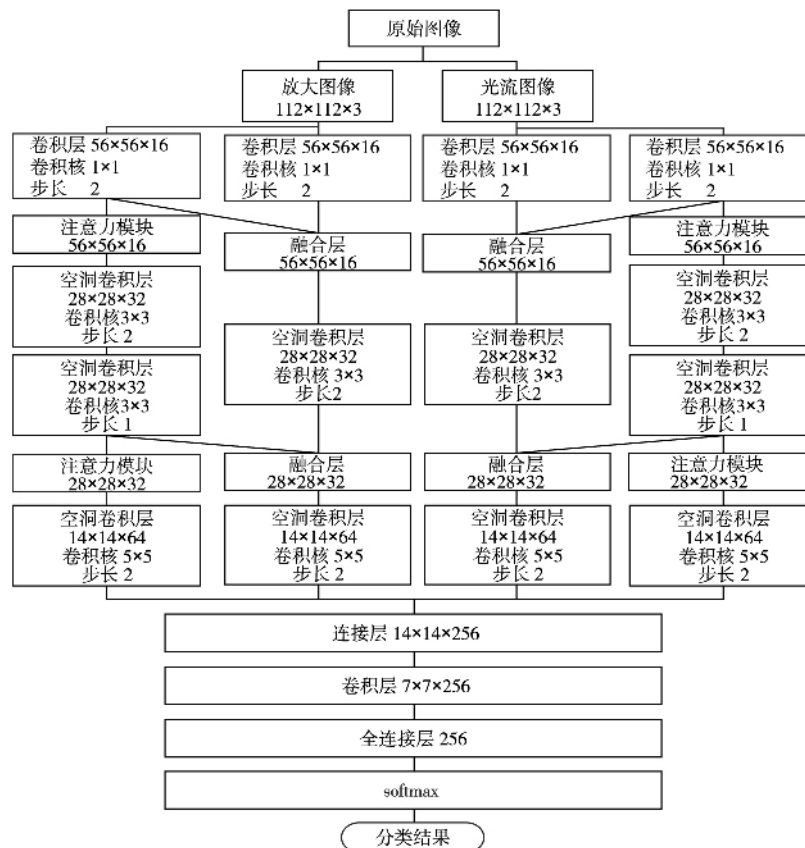 原始图像
放大图像
112×112×3
光流图像
112×112×3
卷积层 56×56×16
卷积核 1×1
步长 2
卷积层 56×56×16
卷积核 1×1
步长 2
卷积层 56×56×16
卷积核 1×1
步长 2
卷积层 56×56×16
卷积核 1×1
步长 2
注意力模块
56×56×16
融合层
56×56×16
融合层
56×56×16
注意力模块
56×56×16
空洞卷积层
28×28×32
卷积核3×3
步长 2
空洞卷积层
28×28×32
卷积核 3×3
步长2
空洞卷积层
28×28×32
卷积核 3×3
步长2
空洞卷积层
28×28×32
卷积核3×3
步长 2
空洞卷积层
28×28×32
卷积核3×3
步长 1
空洞卷积层
28×28×32
卷积核3×3
步长 1
注意力模块
28×28×32
融合层
28×28×32
融合层
28×28×32
注意力模块
28×28×32
空洞卷积层
14×14×64
卷积核 5×5
步长 2
空洞卷积层
14×14×64
卷积核 5×5
步长 2
空洞卷积层
14×14×64
卷积核 5×5
步长 2
空洞卷积层
14×14×64
卷积核 5×5
步长 2
连接层 14×14×256
卷积层 7×7×256
全连接层 256
softmax
分类结果